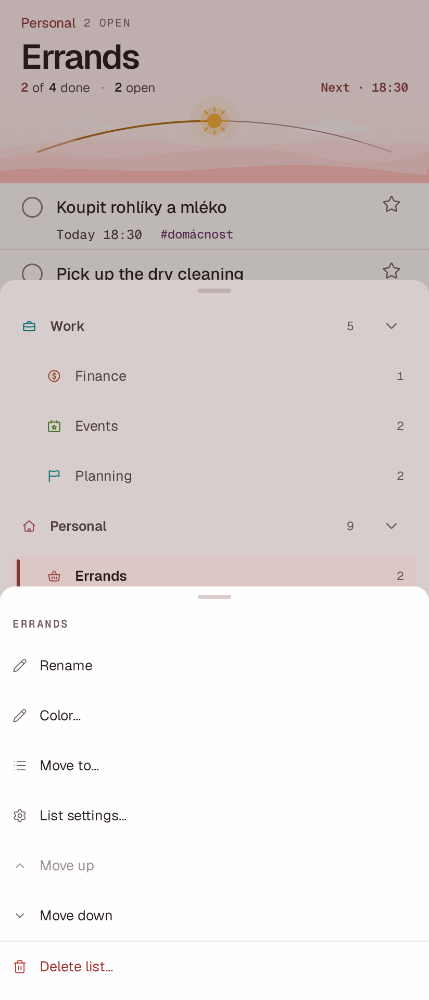 Personal 2 OPEN
Errands
2 of 4 done · 2 open Next · 18:30
Koupit rohlíky a mléko
Today 18:30 #domácnost
Pick up the dry cleaning
Work 5
Finance 1
Events 2
Planning 2
Personal 9
Errands 2
ERRANDS
Rename
Color…
Move to…
List settings…
Move up
Move down
Delete list…